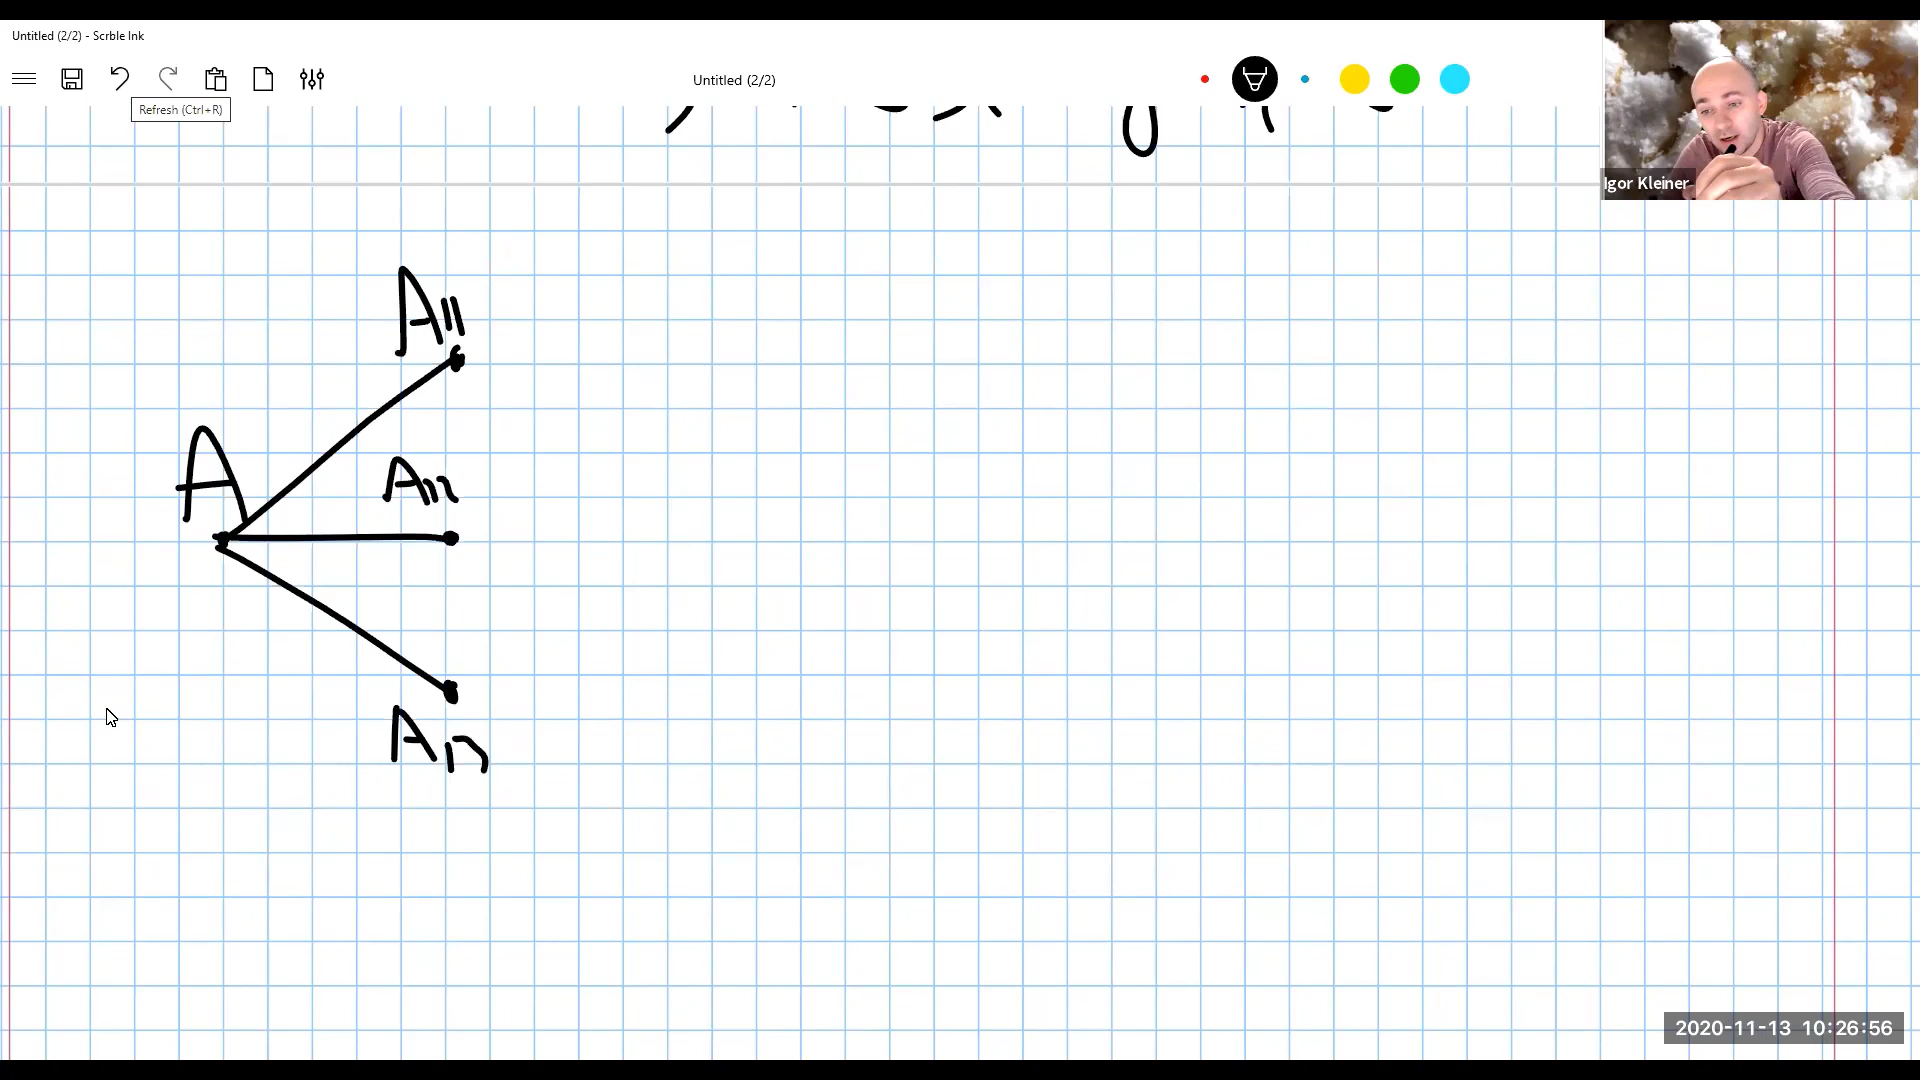 Untitled (2/2) - Scrble Ink
Untitled (2/2)
Refresh (Ctrl+R)
Igor Kleiner
A11
A
A12
An
2020-11-13 10:26:56